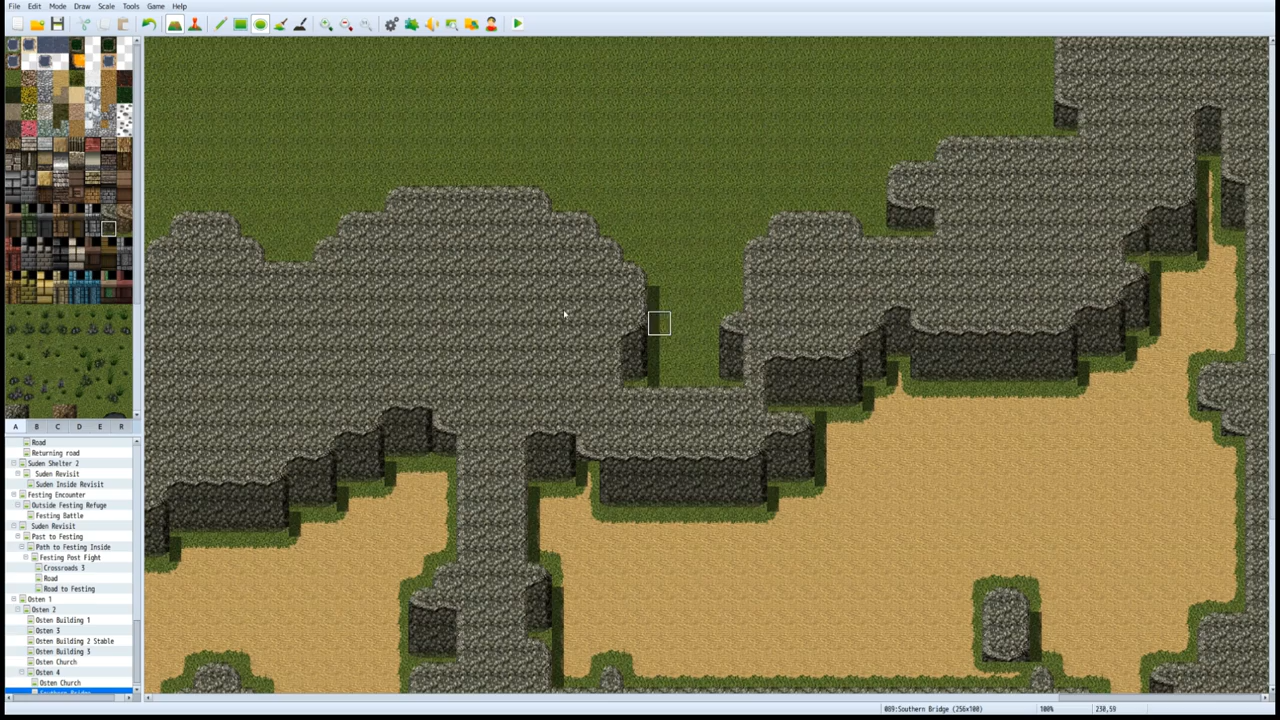 File Edit Mode Draw Scale Tools Game Help
A B C D E R
Road
Returning road
Suden Shelter 2
Suden Revisit
Suden Inside Revisit
Festing Encounter
Outside Festing Refuge
Festing Battle
Suden Revisit
Past to Festing
Path to Festing Inside
Festing Post Fight
Crossroads 3
Road
Road to Festing
Osten 1
Osten 2
Osten Building 1
Osten 3
Osten Building 2 Stable
Osten Building 3
Osten Church
Osten 4
Osten Church
Southern Bridge
089:Southern Bridge (256x100) 100% 230,59